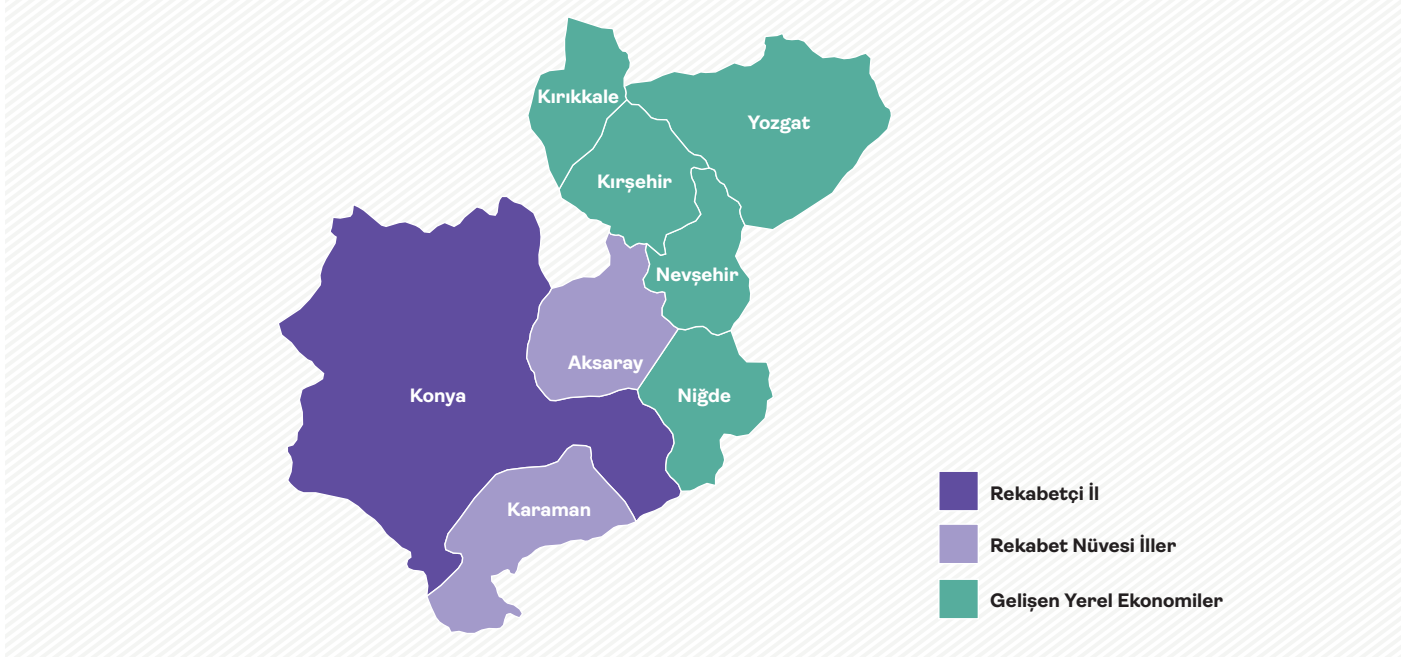 Kırıkkale
Yozgat
Kırşehir
Nevşehir
Aksaray
Konya
Niğde
Karaman
Rekabetçi İl
Rekabet Nüvesi İller
Gelişen Yerel Ekonomiler